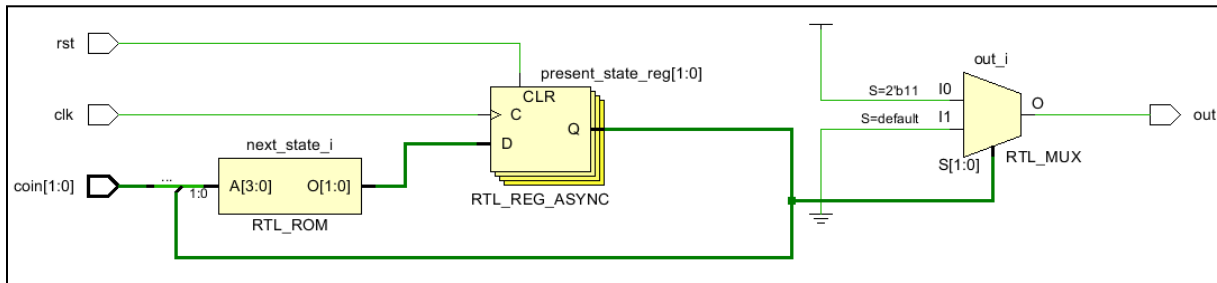 rst
clk
coin[1:0]
...
1:0
next_state_i
A[3:0] O[1:0]
RTL_ROM
present_state_reg[1:0]
CLR
C
D
Q
RTL_REG_ASYNC
out_i
S=2'b11 I0
S=default I1
O
S[1:0]
RTL_MUX
out